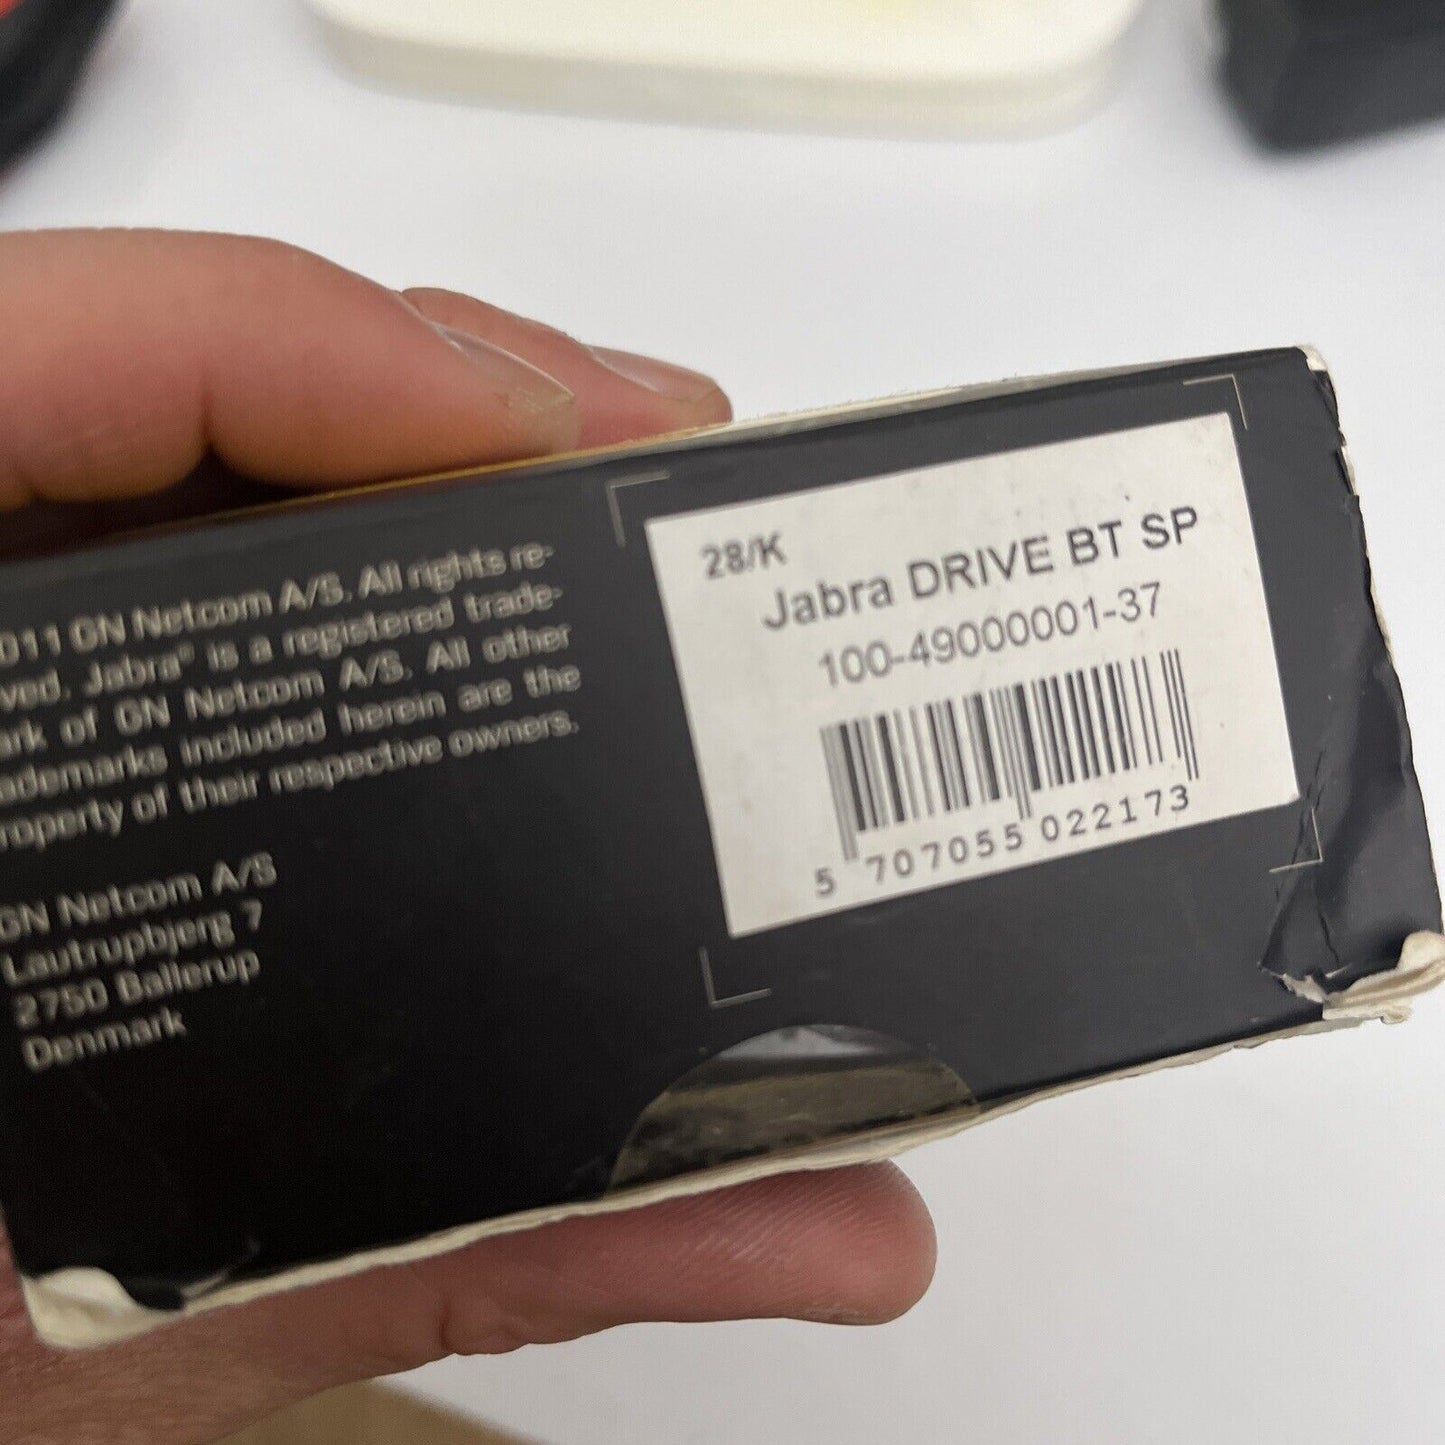 011 GN Netcom A/S. All rights re-
ved. Jabra® is a registered trade-
ark of GN Netcom A/S. All other
ademarks included herein are the
roperty of their respective owners.
GN Netcom A/S
Lautrupbjerg 7
2750 Ballerup
Denmark
28/K
Jabra DRIVE BT SP
100-49000001-37
5 707055 022173